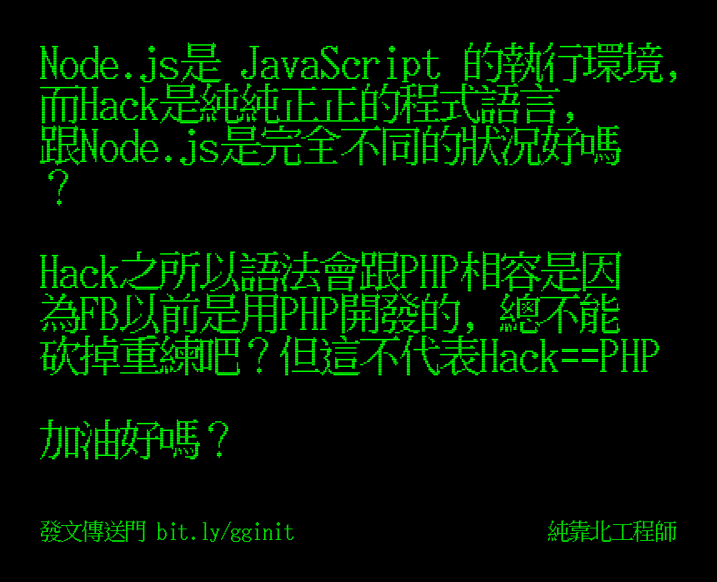 Node.js是 JavaScript 的執行環境,
而Hack是純純正正的程式語言,
跟Node.js是完全不同的狀況好嗎
?
Hack之所以語法會跟PHP相容是因
為FB以前是用PHP開發的, 總不能
砍掉重練吧?但這不代表Hack==PHP
加油好嗎?
發文傳送門 bit.ly/gginit
純靠北工程師